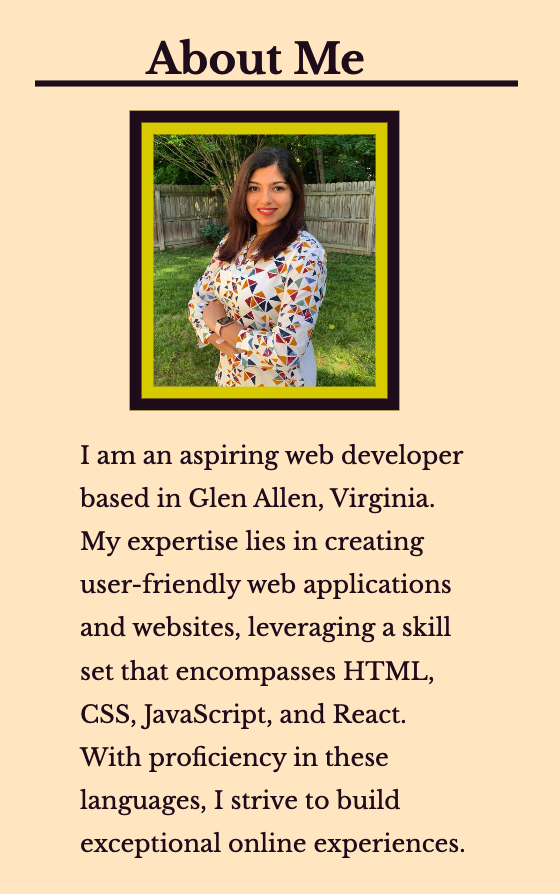 About Me
I am an aspiring web developer
based in Glen Allen, Virginia.
My expertise lies in creating
user-friendly web applications
and websites, leveraging a skill
set that encompasses HTML,
CSS, JavaScript, and React.
With proficiency in these
languages, I strive to build
exceptional online experiences.